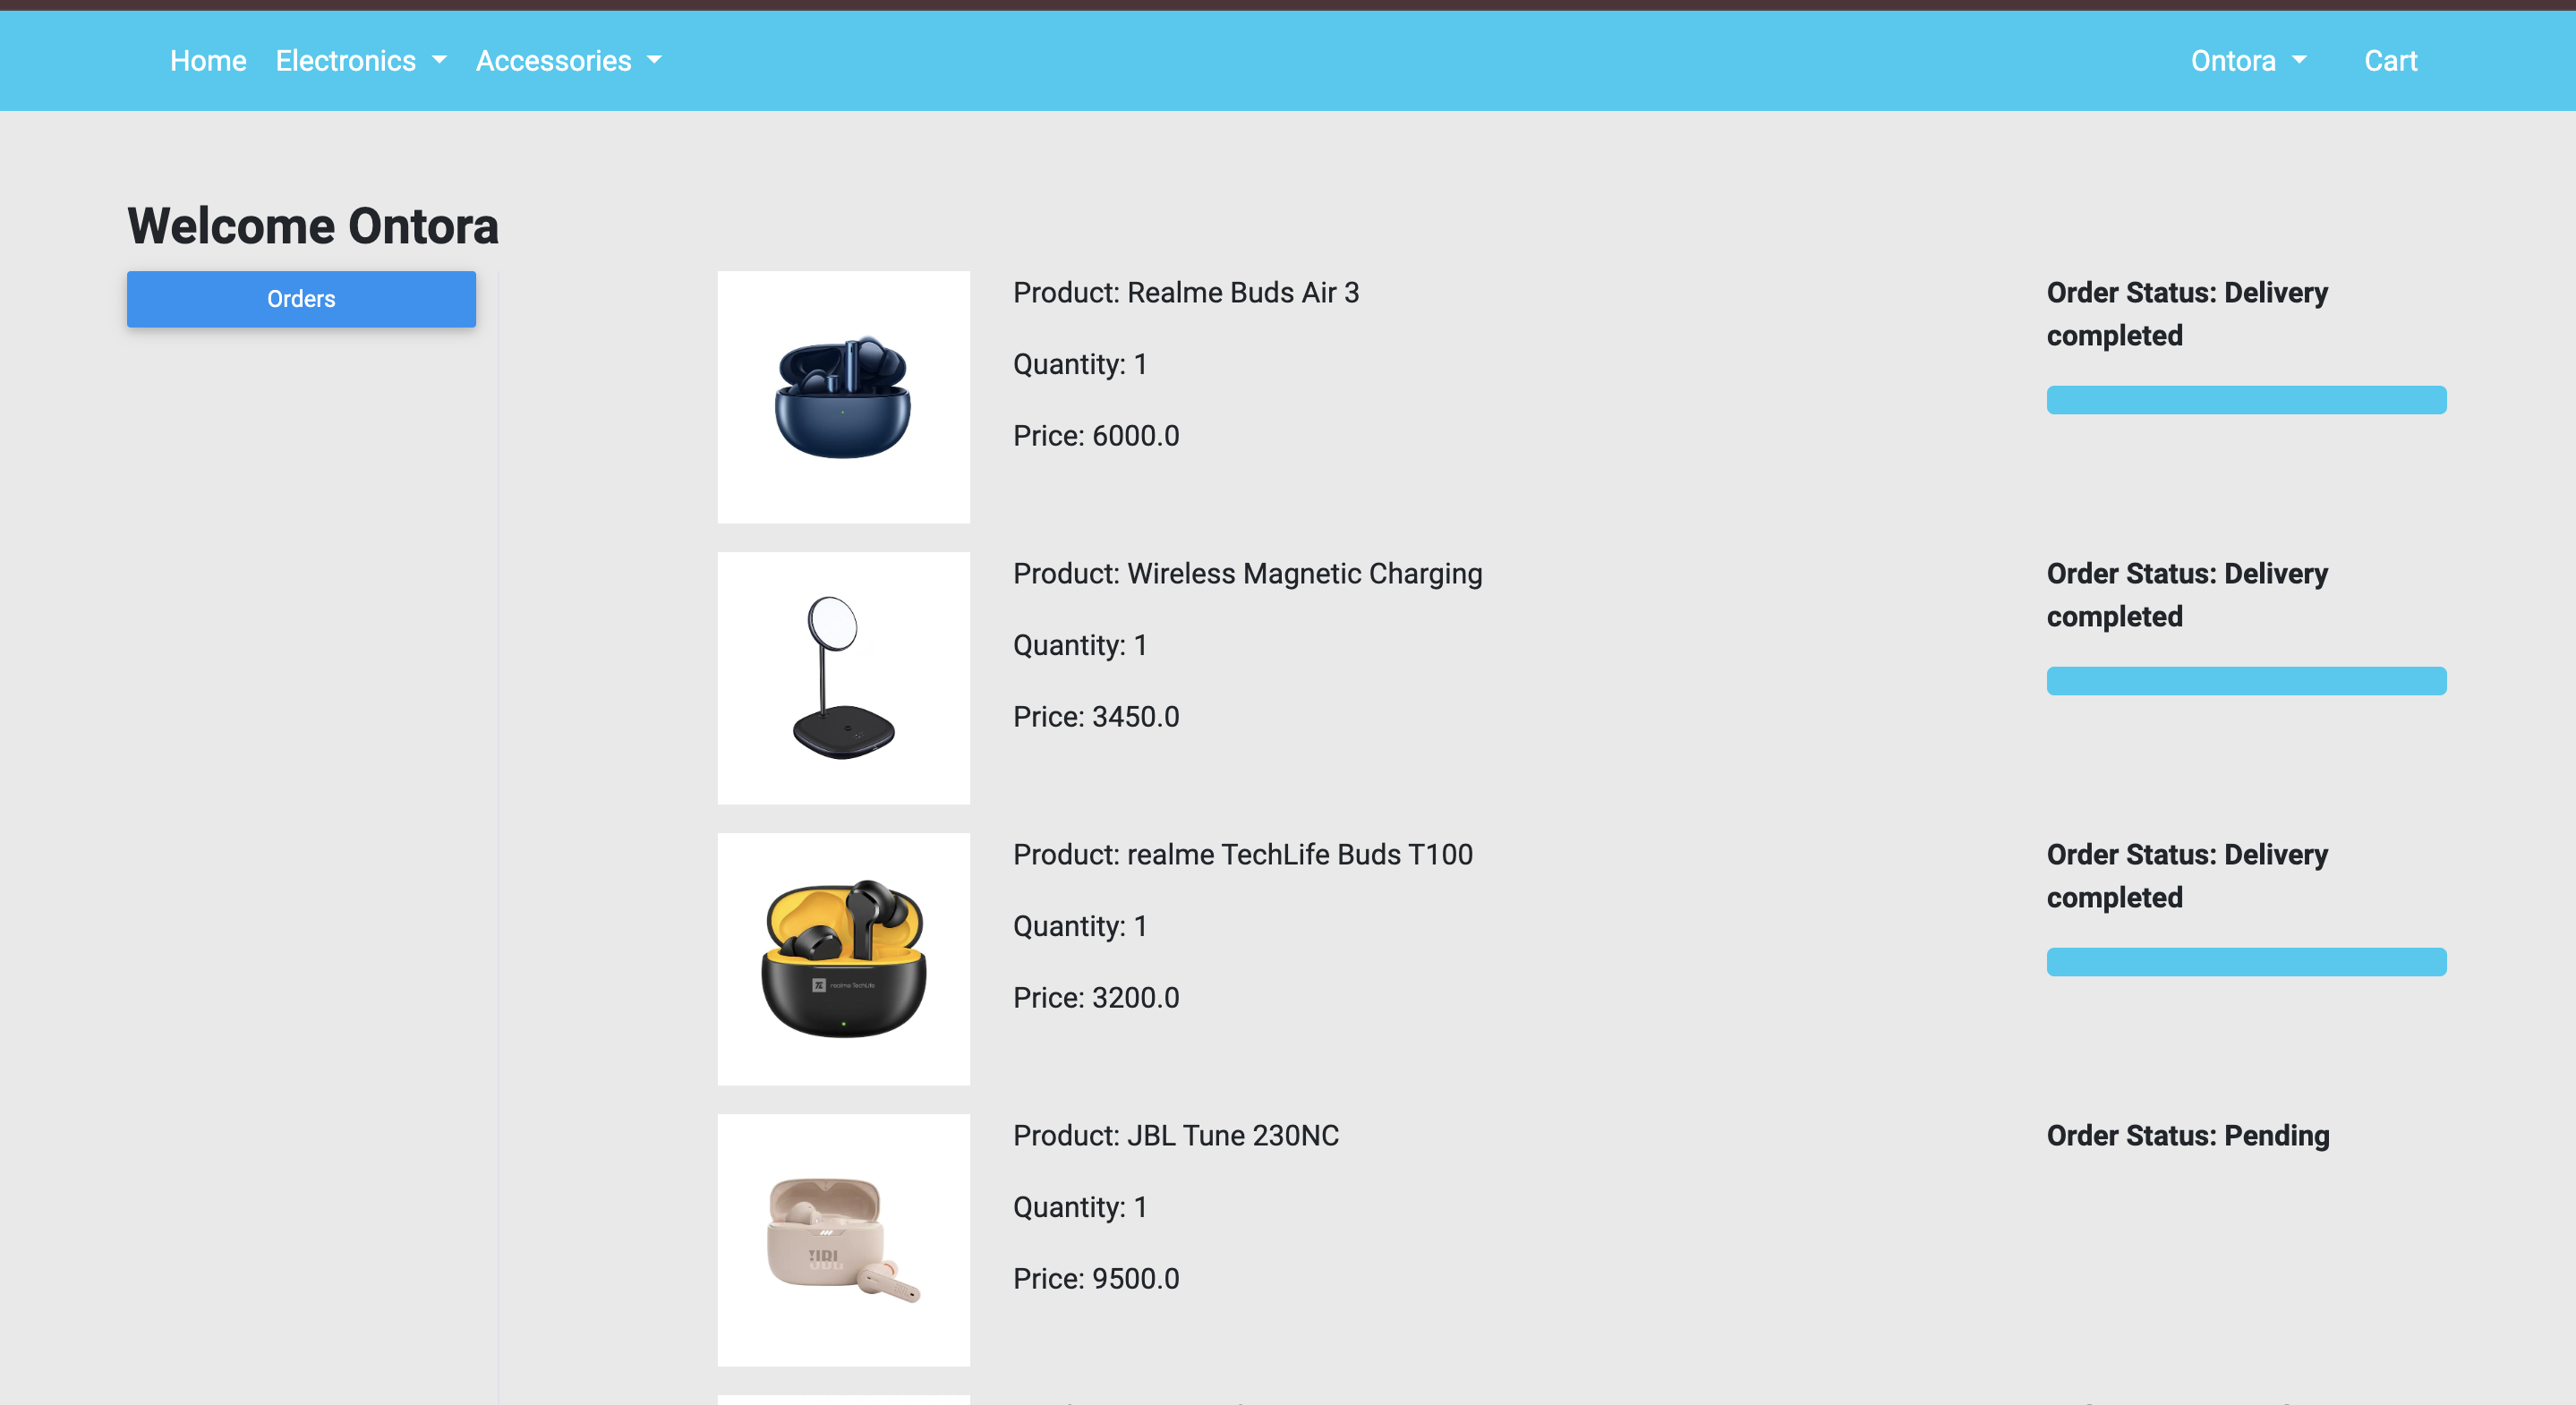 Home Electronics Accessories Ontora Cart
Welcome Ontora
Orders
Product: Realme Buds Air 3
Quantity: 1
Price: 6000.0
Order Status: Delivery
completed
Product: Wireless Magnetic Charging
Quantity: 1
Price: 3450.0
Order Status: Delivery
completed
Product: realme TechLife Buds T100
Quantity: 1
Price: 3200.0
realme TechLife
Order Status: Delivery
completed
Product: JBL Tune 230NC
Quantity: 1
Price: 9500.0
JBL
Order Status: Pending